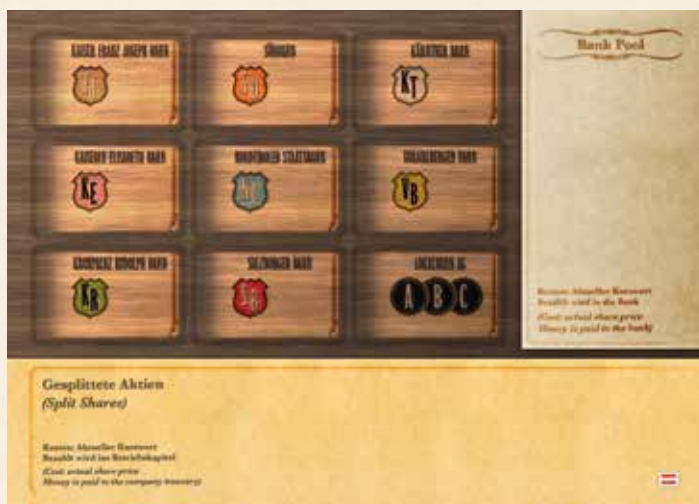 KAISER FRANZ JOSEPH BAHN
SÜDBAHN
KÄRNTNER BAHN
KT
KAISERIN ELISABETH BAHN
KE
VORARLBERGER BAHN
VB
KRONPRINZ RUDOLPH BAHN
KR
SALZBURGER BAHN
SB
LOKALBAHN AG
A B C
Bank Pool
Kosten: Aktueller Kurswert
Bezahlt wird in die Bank
(Cost: actual share price
Money is paid to the bank)
Gesplittete Aktien
(Split Shares)
Kosten: Aktueller Kurswert
Bezahlt wird ins Betriebskapital
(Cost: actual share price
Money is paid to the company treasury)